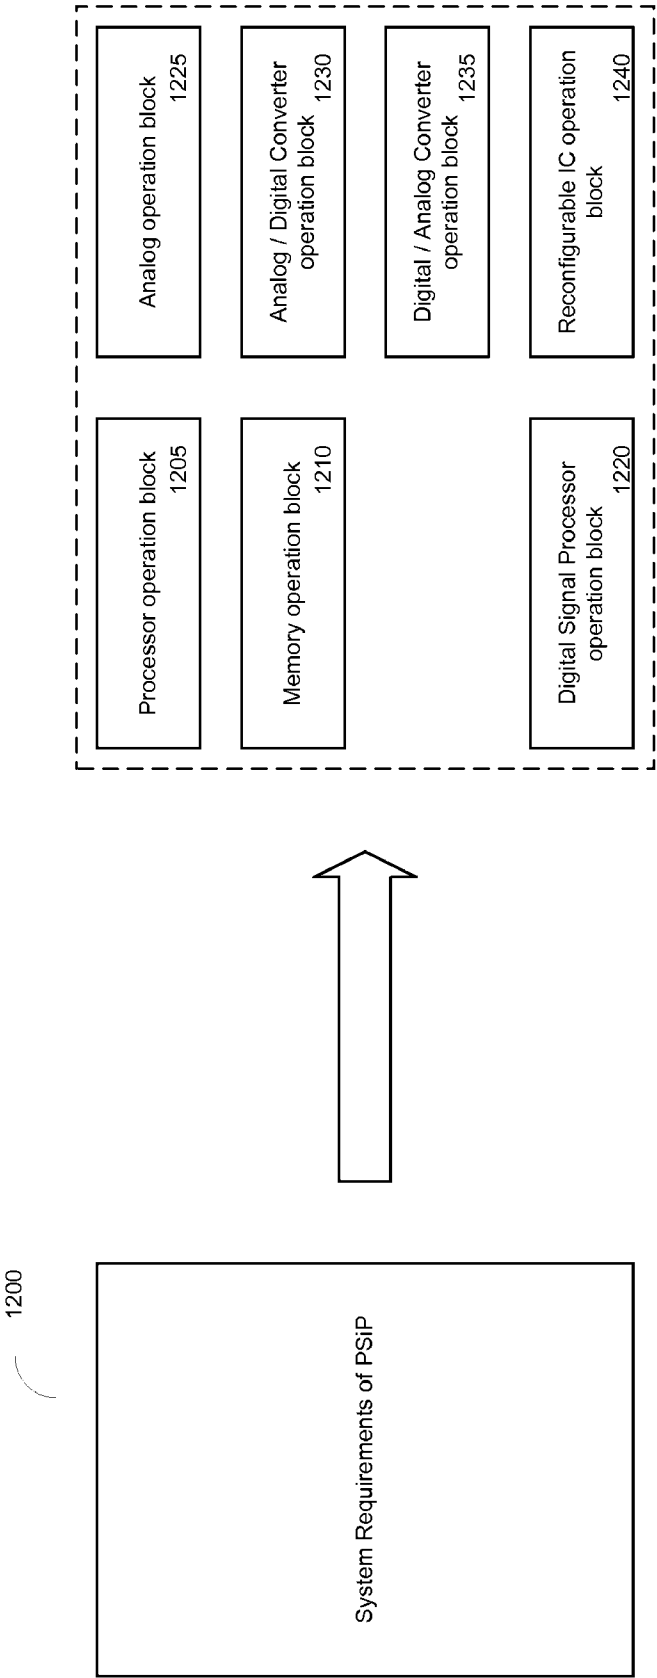 1200
System Requirements of PSiP
Processor operation block
1205
Memory operation block
1210
Digital Signal Processor
operation block
1220
Analog operation block
1225
Analog / Digital Converter
operation block
1230
Digital / Analog Converter
operation block
1235
Reconfigurable IC operation
block
1240